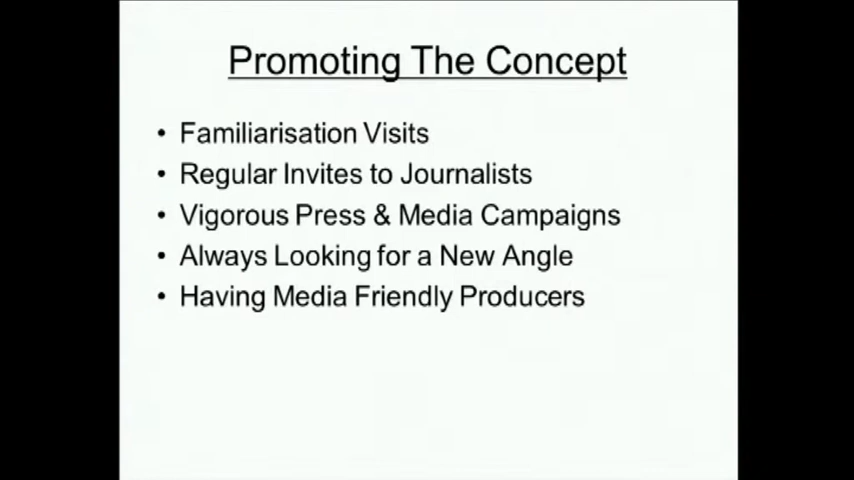 Promoting The Concept
• Familiarisation Visits
• Regular Invites to Journalists
• Vigorous Press & Media Campaigns
• Always Looking for a New Angle
• Having Media Friendly Producers